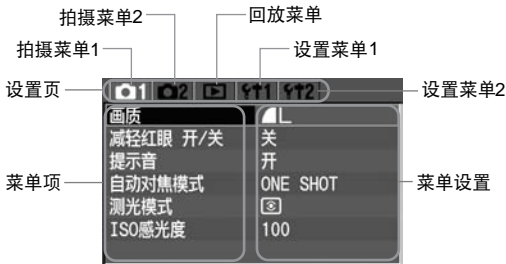 拍摄菜单2
回放菜单
拍摄菜单1
设置菜单1
设置页
1 2 1 2
设置菜单2
画质 L
减轻红眼 开/关 关
提示音 开
菜单项
自动对焦模式 ONE SHOT
菜单设置
测光模式
ISO感光度 100